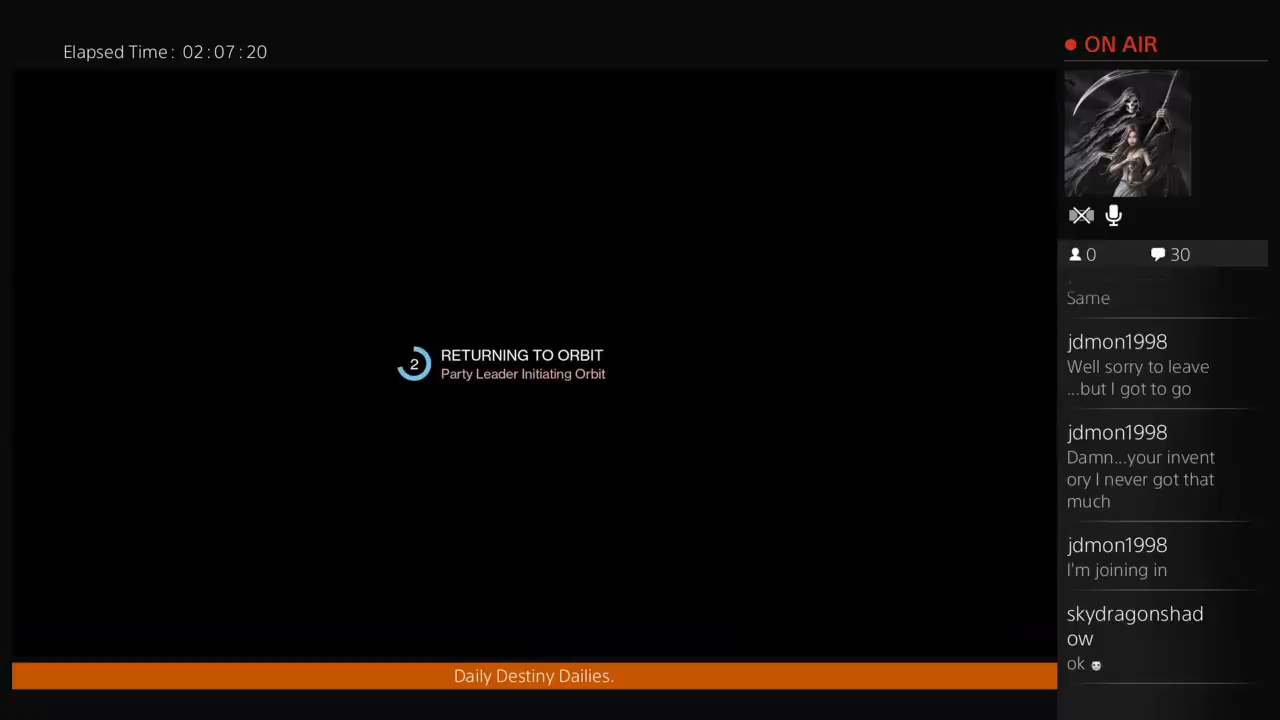 Elapsed Time: 02:07:20
ON AIR
0
30
Same
jdmon1998
Well sorry to leave
...but I got to go
jdmon1998
Damn...your invent
ory I never got that
much
jdmon1998
I'm joining in
skydragonshad
ow
ok
2
RETURNING TO ORBIT
Party Leader Initiating Orbit
Daily Destiny Dailies.